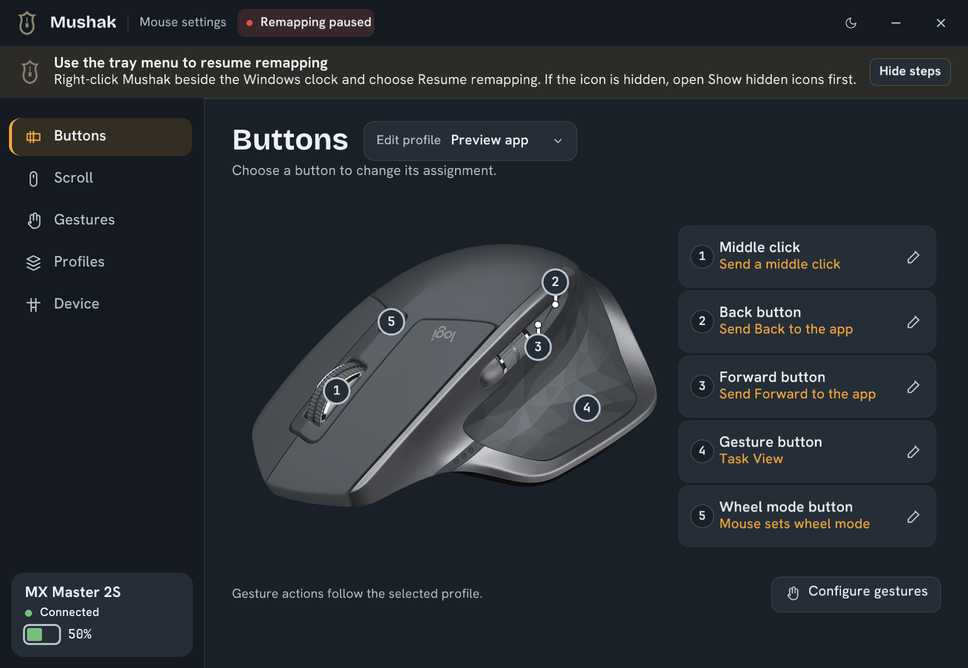 Mushak
Mouse settings
Remapping paused
Use the tray menu to resume remapping
Right-click Mushak beside the Windows clock and choose Resume remapping. If the icon is hidden, open Show hidden icons first.
Hide steps
Buttons
Scroll
Gestures
Profiles
Device
Buttons
Edit profile Preview app
Choose a button to change its assignment.
logi
1
2
3
4
5
1
Middle click
Send a middle click
2
Back button
Send Back to the app
3
Forward button
Send Forward to the app
4
Gesture button
Task View
5
Wheel mode button
Mouse sets wheel mode
Gesture actions follow the selected profile.
Configure gestures
MX Master 2S
Connected
50%